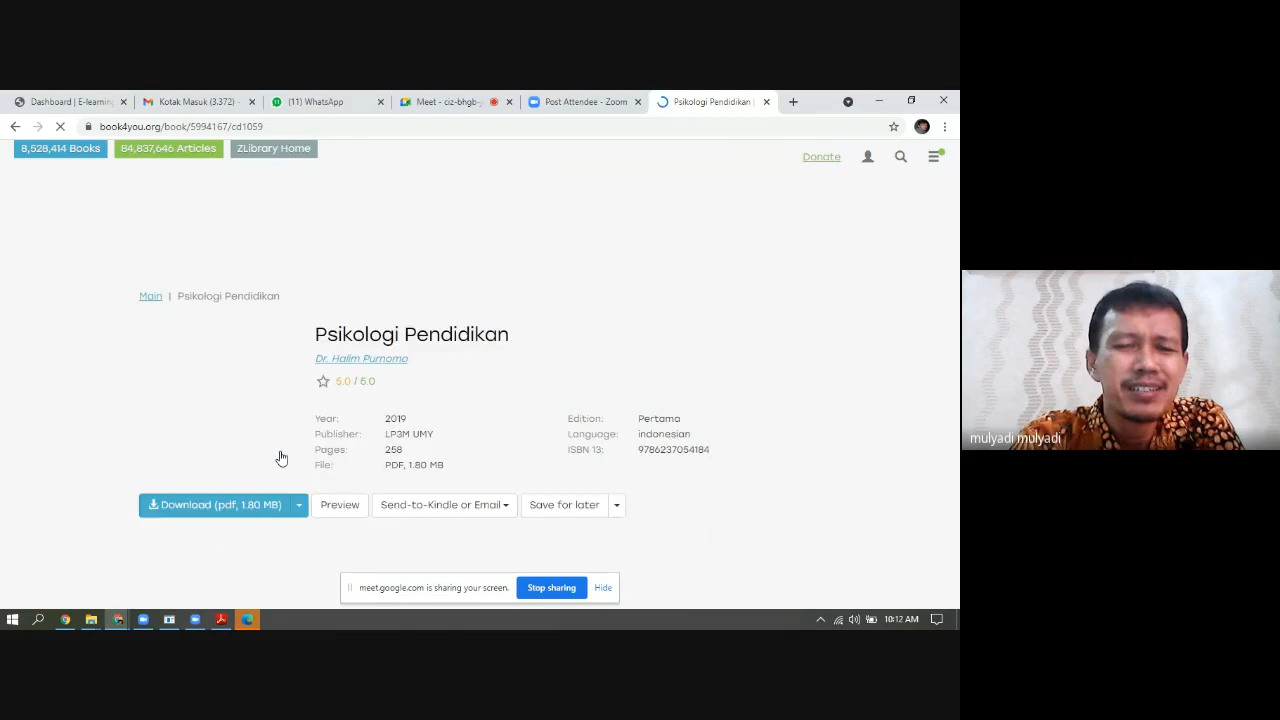 Dashboard | E-learning
Kotak Masuk (3.372) -
(11) WhatsApp
Meet - ciz-bhgb-
Post Attendee - Zoom
Psikologi Pendidikan |
book4you.org/book/5994167/cd1059
8,528,414 Books
84,837,646 Articles
ZLibrary Home
Donate
Main | Psikologi Pendidikan
Psikologi Pendidikan
Dr. Halim Purnomo
5.0 / 5.0
Year: 2019
Edition: Pertama
Publisher: LP3M UMY
Language: indonesian
Pages: 258
ISBN 13: 9786237054184
File: PDF, 1.80 MB
Download (pdf, 1.80 MB)
Preview
Send-to-Kindle or Email
Save for later
mulyadi mulyadi
meet.google.com is sharing your screen.
Stop sharing
Hide
10:12 AM